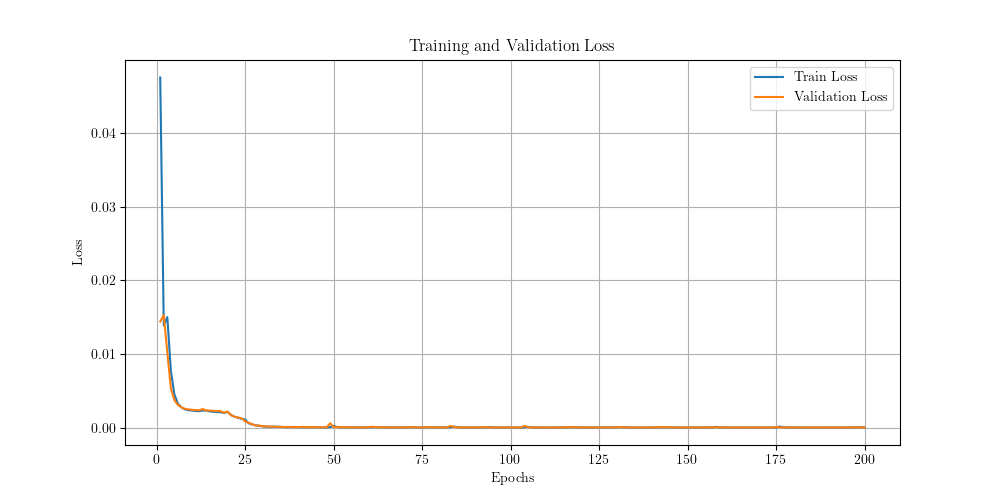 Training and Validation Loss
Train Loss
Validation Loss
0.04
0.03
0.02
0.01
0.00
Loss
0 25 50 75 100 125 150 175 200
Epochs